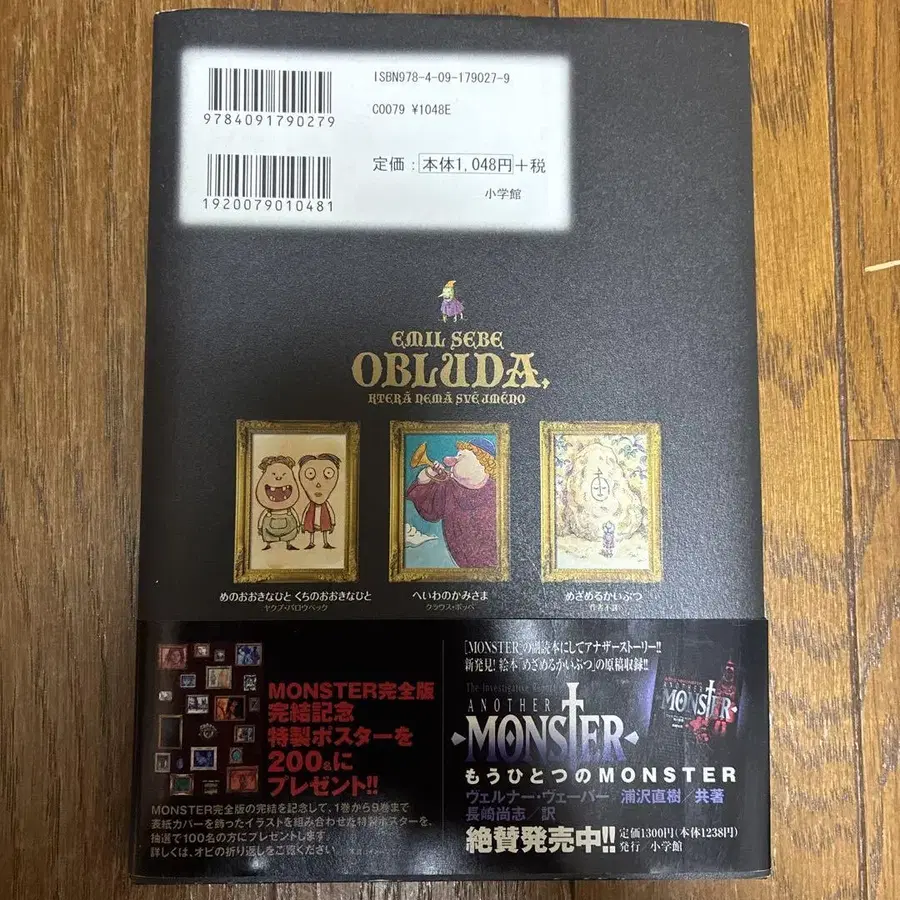 ISBN978-4-09-179027-9
C0079 ¥1048E
9784091790279
定価：本体1,048円＋税
1920079010481
小学館
EMIL SEBE
OBLUDA,
KTERÁ NEMÁ SVÉ JMÉNO
めのおおきなひと くちのおおきなひと
ヤクプ・バロウベック
へいわのかみさま
クラウス・ポッペ
めざめるかいぶつ
作者不詳
MONSTER完全版
完結記念
特製ポスターを
200名に
プレゼント!!
MONSTER完全版の完結を記念して、1巻から9巻まで
表紙カバーを飾ったイラストを組み合わせた特製ポスターを、
抽選で100名の方にプレゼントします。
詳しくは、オビの折り返しをご覧ください
『MONSTER』の副読本にしてアナザーストーリー!!
新発見! 絵本「めざめるかいぶつ」の原稿収録!!
The Investigative Report
ANOTHER
MONSTER
MONSTER
もうひとつのMONSTER
ヴェルナー・ヴェーバー 浦沢直樹／共著
長崎尚志／訳
絶賛発売中!!
定価1300円(本体1238円)
発行 小学館